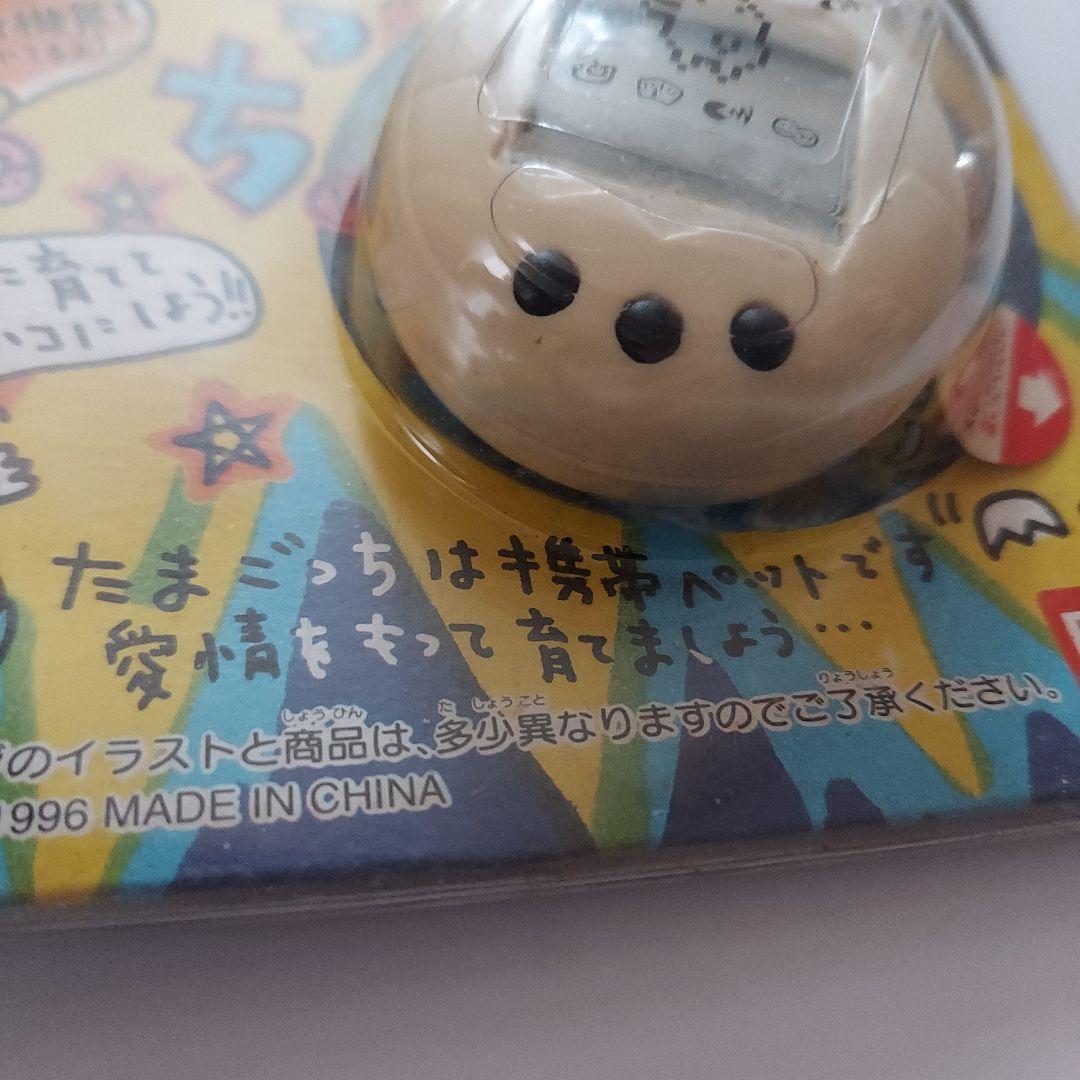 っ
ち
に育てて
イコにしよう!!
たまごっちは携帯ペットです"
愛情をもって育てましょう…
のイラストと商品は、多少異なりますのでご了承ください。
1996 MADE IN CHINA